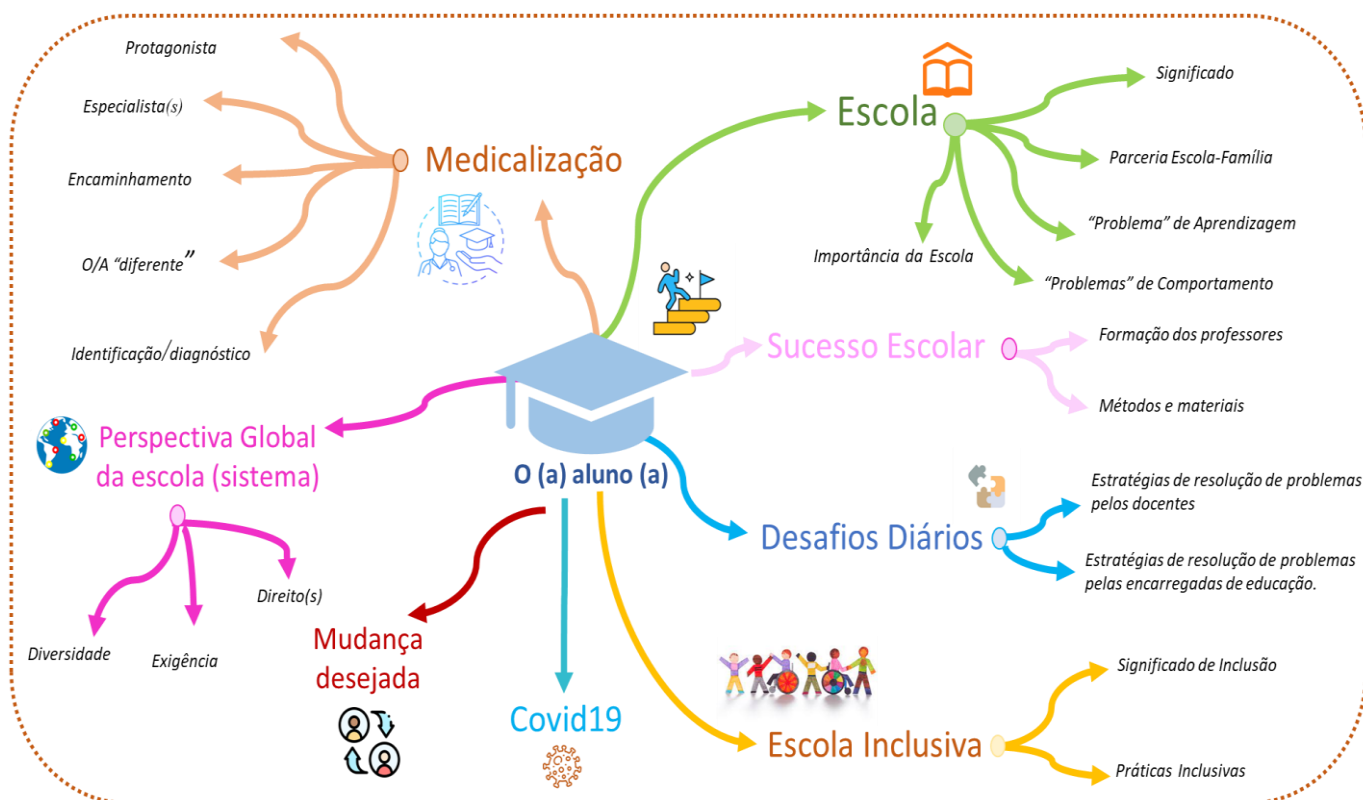 Medicalização
Protagonista
Especialista(s)
Encaminhamento
O/A “diferente”
Identificação/diagnóstico
Escola
Significado
Parceria Escola-Família
“Problema” de Aprendizagem
“Problemas” de Comportamento
Importância da Escola
Sucesso Escolar
Formação dos professores
Métodos e materiais
O (a) aluno (a)
Perspectiva Global
da escola (sistema)
Diversidade
Exigência
Direito(s)
Mudança
desejada
Covid19
Desafios Diários
Estratégias de resolução de problemas
pelos docentes
Estratégias de resolução de problemas
pelas encarregadas de educação.
Escola Inclusiva
Significado de Inclusão
Práticas Inclusivas